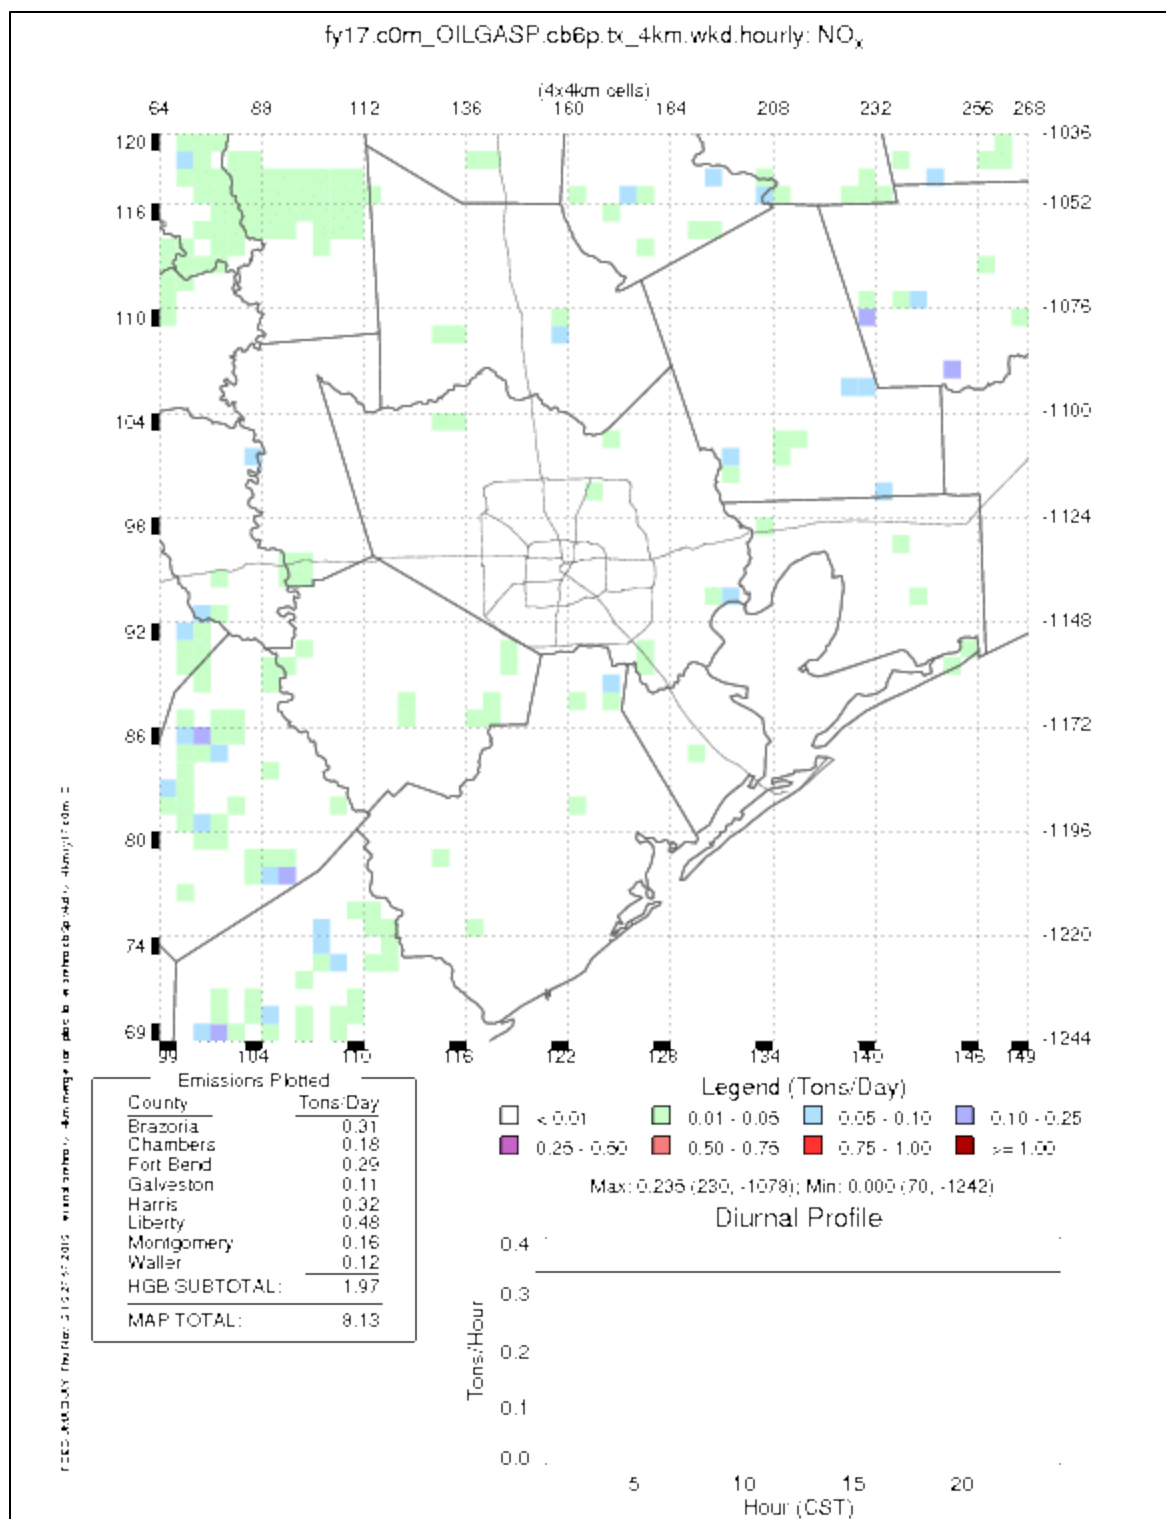 fy17.c0m_OILGASP.cb6p.tx_4km.wkd.hourly: NOx
(4x4km cells)
64 88 112 136 160 184 208 232 256 268
120 -1036
116 -1052
110 -1076
104 -1100
98 -1124
92 -1148
86 -1172
80 -1196
74 -1220
69 -1244
99 104 110 116 122 128 134 140 146 149
Emissions Plotted
County Tons/Day
Brazoria 0.31
Chambers 0.18
Fort Bend 0.29
Galveston 0.11
Harris 0.32
Liberty 0.48
Montgomery 0.16
Waller 0.12
HGB SUBTOTAL: 1.97
MAP TOTAL: 8.13
Legend (Tons/Day)
< 0.01 0.01 - 0.05 0.05 - 0.10 0.10 - 0.25
0.25 - 0.50 0.50 - 0.75 0.75 - 1.00 >= 1.00
Max: 0.235 (230, -1078); Min: 0.000 (70, -1242)
Diurnal Profile
0.4
0.3
0.2
0.1
0.0
Tons/Hour
5 10 15 20
Hour (CST)